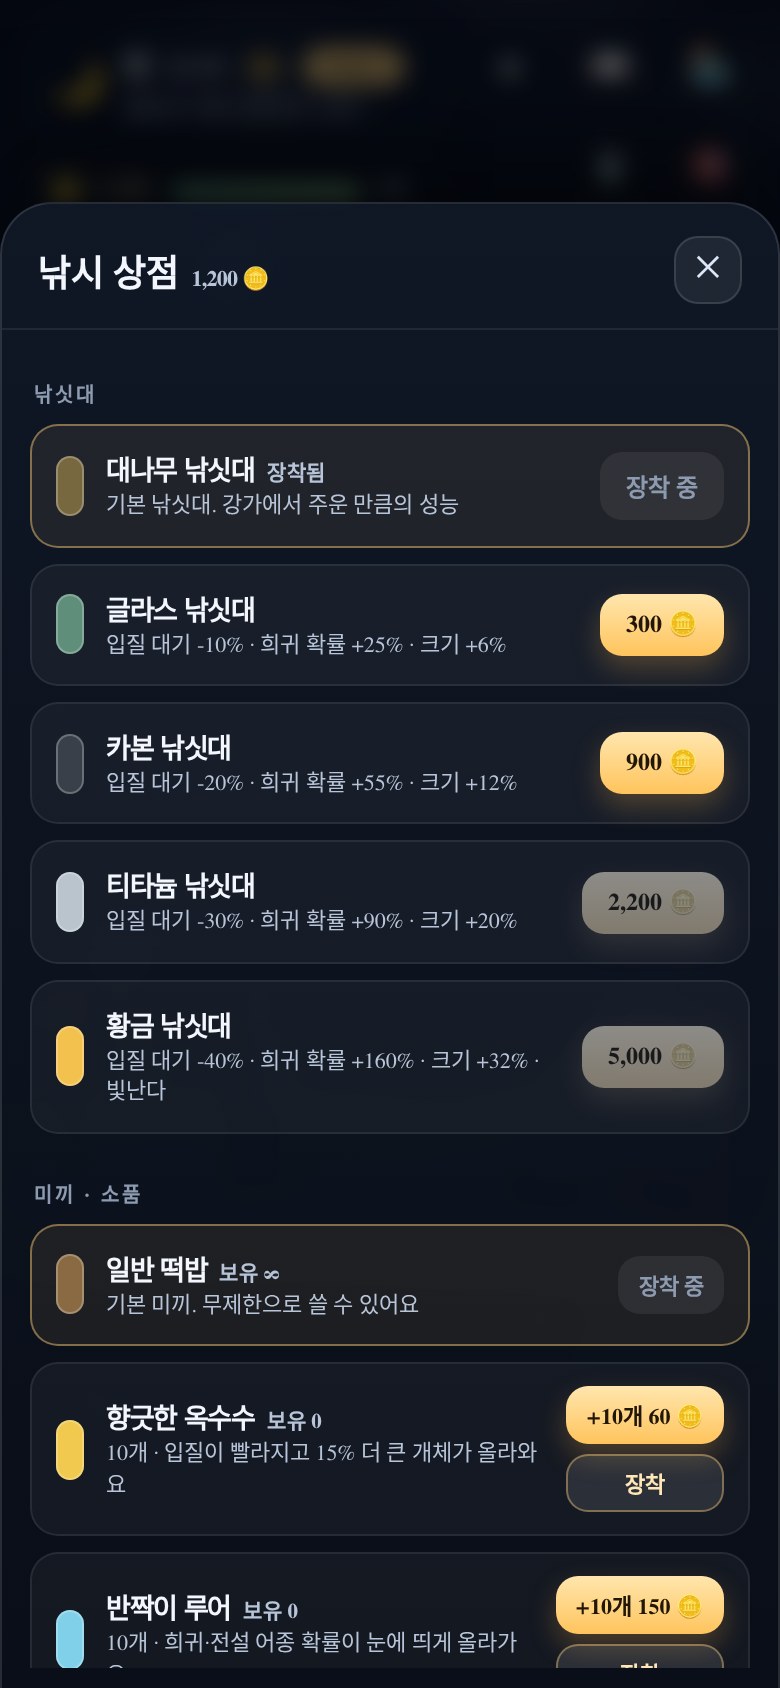 낚시 상점 1,200
낚싯대
대나무 낚싯대 장착됨
기본 낚싯대. 강가에서 주운 만큼의 성능
장착 중
글라스 낚싯대
입질 대기 -10% · 희귀 확률 +25% · 크기 +6%
300
카본 낚싯대
입질 대기 -20% · 희귀 확률 +55% · 크기 +12%
900
티타늄 낚싯대
입질 대기 -30% · 희귀 확률 +90% · 크기 +20%
2,200
황금 낚싯대
입질 대기 -40% · 희귀 확률 +160% · 크기 +32% ·
빛난다
5,000
미끼 · 소품
일반 떡밥 보유 ∞
기본 미끼. 무제한으로 쓸 수 있어요
장착 중
향긋한 옥수수 보유 0
10개 · 입질이 빨라지고 15% 더 큰 개체가 올라와
요
+10개 60
장착
반짝이 루어 보유 0
10개 · 희귀·전설 어종 확률이 눈에 띄게 올라가
+10개 150